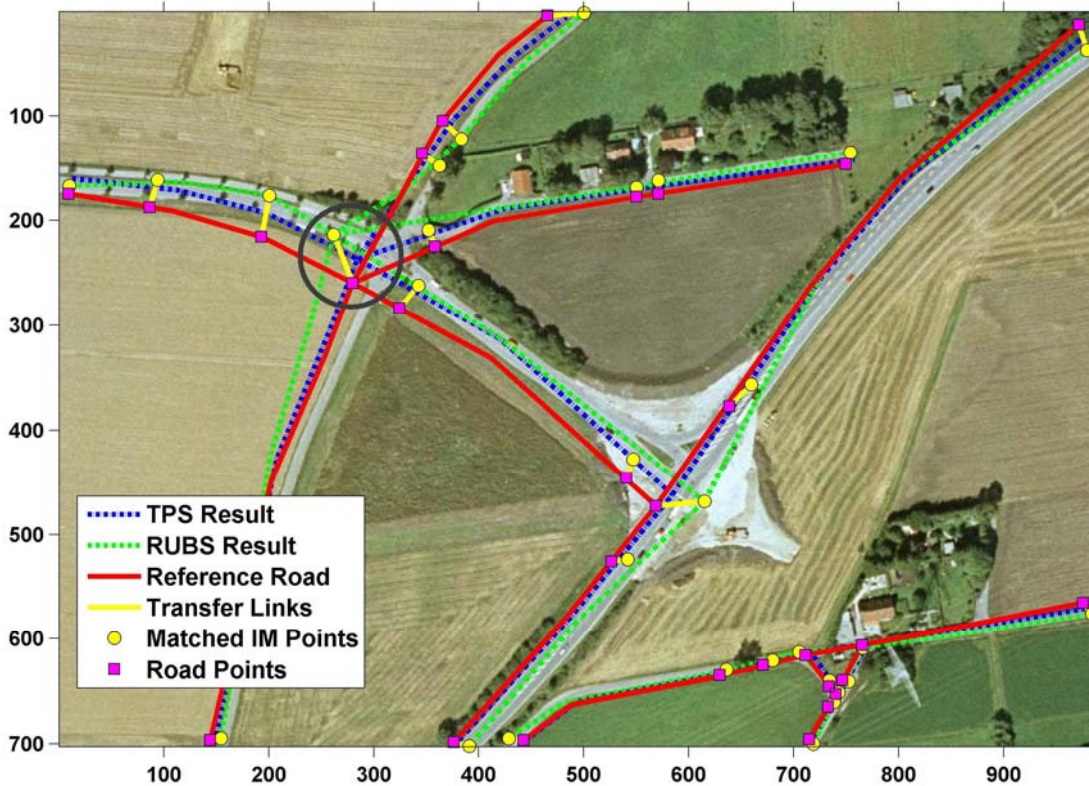 100
200
300
400
500
600
700
TPS Result
RUBS Result
Reference Road
Transfer Links
Matched IM Points
Road Points
100 200 300 400 500 600 700 800 900